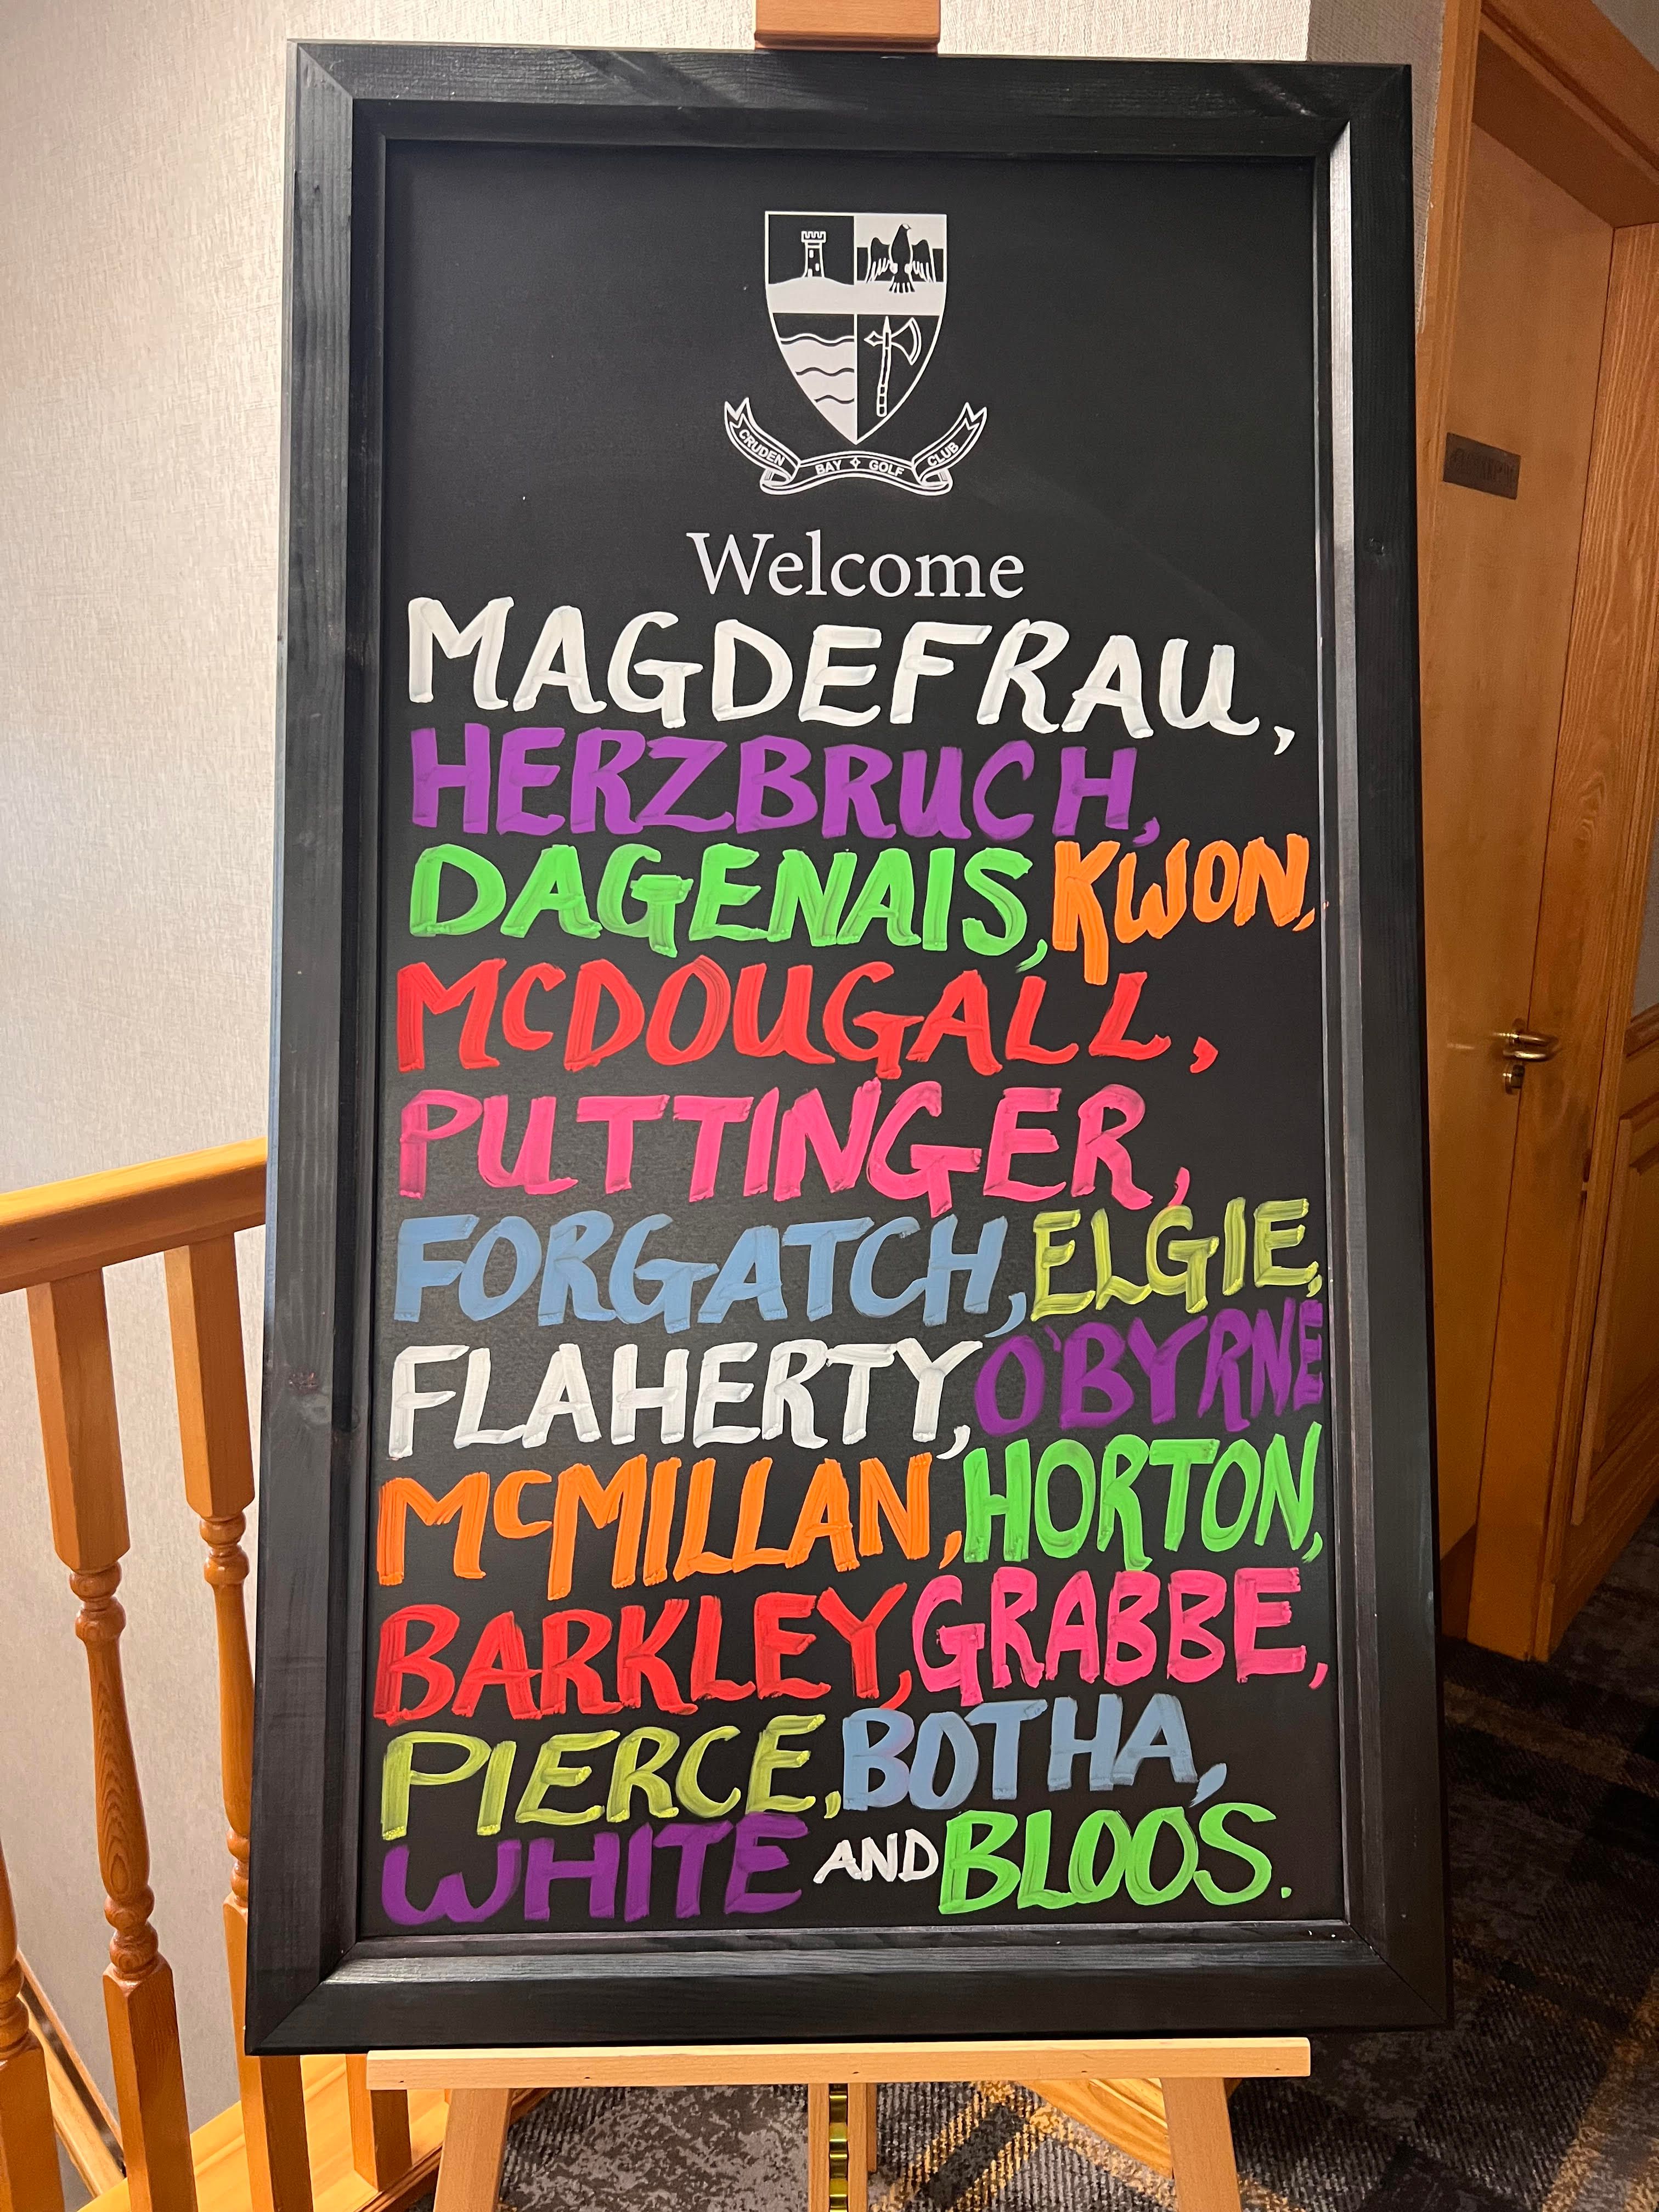 CRUDEN BAY GOLF CLUB
Welcome
MAGDEFRAU,
HERZBRUCH,
DAGENAIS, KWON,
McDOUGALL,
PUTTINGER,
FORGATCH, ELGIE,
FLAHERTY, O'BYRNE
McMILLAN, HORTON,
BARKLEY, GRABBE,
PIERCE, BOTHA,
WHITE AND BLOOS.